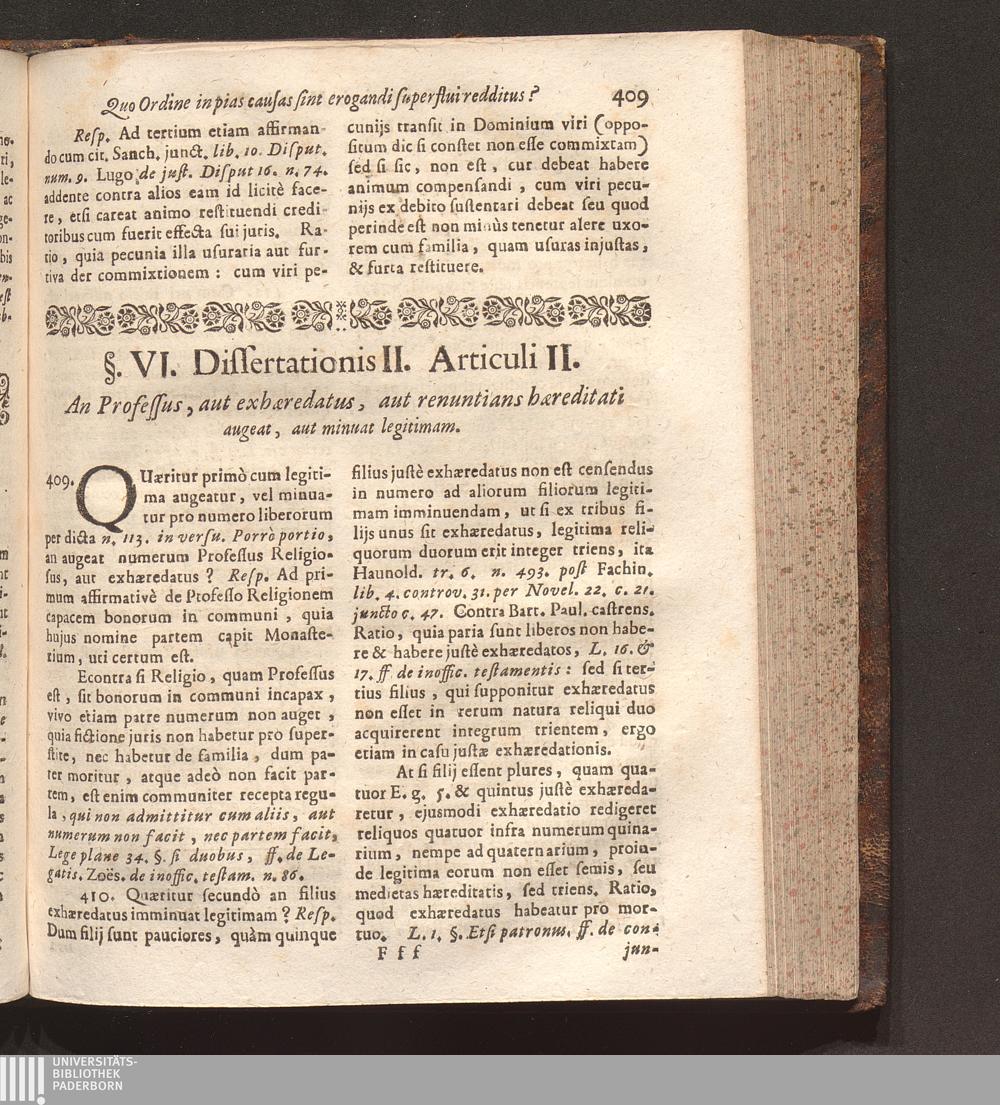 Quo Ordine in pias causas sint erogandi superflui redditus? 409
Resp. Ad tertium etiam affirman-
do cum cit. Sanch. junct. lib. 10. Disput.
num. 9. Lugo de just. Disput 16. n. 74.
addente contra alios eam id licitè face-
re, etsi careat animo restituendi credi-
toribus cum fuerit effecta sui juris. Ra-
tio, quia pecunia illa usuraria aut fur-
tiva der commixtionem: cum viri pe-
cunijs transit in Dominium viri (oppo-
situm dic si constet non esse commixtam)
sed si sic, non est, cur debeat habere
animum compensandi, cum viri pecu-
nijs ex debito sustentari debeat seu quod
perinde est non minùs tenetur alere uxo-
rem cum familia, quam usuras injustas,
& furta restituere.
§. VI. Dissertationis II. Articuli II.
An Professus, aut exhæredatus, aut renuntians hæreditati
augeat, aut minuat legitimam.
409. QUæritur primò cum legiti-
ma augeatur, vel minua-
tur pro numero liberorum
per dicta n. 113. in versu. Porrò portio,
an augeat numerum Professus Religio-
sus, aut exhæredatus? Resp. Ad pri-
mum affirmativè de Professo Religionem
capacem bonorum in communi, quia
hujus nomine partem capit Monaste-
rium, uti certum est.
Econtra si Religio, quam Professus
est, sit bonorum in communi incapax,
vivo etiam patre numerum non auget,
quia fictione juris non habetur pro super-
stite, nec habetur de familia, dum pa-
ter moritur, atque adeò non facit par-
tem, est enim communiter recepta regu-
la, qui non admittitur cum aliis, aut
numerum non facit, nec partem facit,
Lege plane 34. §. si duobus, ff. de Le-
gatis. Zoës. de inoffic. testam. n. 86.
410. Quæritur secundò an filius
exhæredatus imminuat legitimam? Resp.
Dum filij sunt pauciores, quàm quinque
filius justè exhæredatus non est censendus
in numero ad aliorum filiorum legiti-
mam imminuendam, ut si ex tribus fi-
lijs unus sit exhæredatus, legitima reli-
quorum duorum erit integer triens, ita
Haunold. tr. 6. n. 493. post Fachin.
lib. 4. controv. 31. per Novel. 22. c. 21.
juncto c. 47. Contra Bart. Paul. castrens.
Ratio, quia paria sunt liberos non habe-
re & habere justè exhæredatos, L. 16. &
17. ff de inoffic. testamentis: sed si ter-
tius filius, qui supponitur exhæredatus
non esset in rerum natura reliqui duo
acquirerent integrum trientem, ergo
etiam in casu justæ exhæredationis.
At si filij essent plures, quam qua-
tuor E. g. 5. & quintus justè exhæreda-
retur, ejusmodi exhæredatio redigeret
reliquos quatuor infra numerum quina-
rium, nempe ad quaternarium, proin-
de legitima eorum non esset semis, seu
medietas hæreditatis, sed triens. Ratio,
quod exhæredatus habeatur pro mor-
tuo. L. 1. §. Etsi patronus. ff. de con-
F f f jun-
UNIVERSITÄTS-
BIBLIOTHEK
PADERBORN